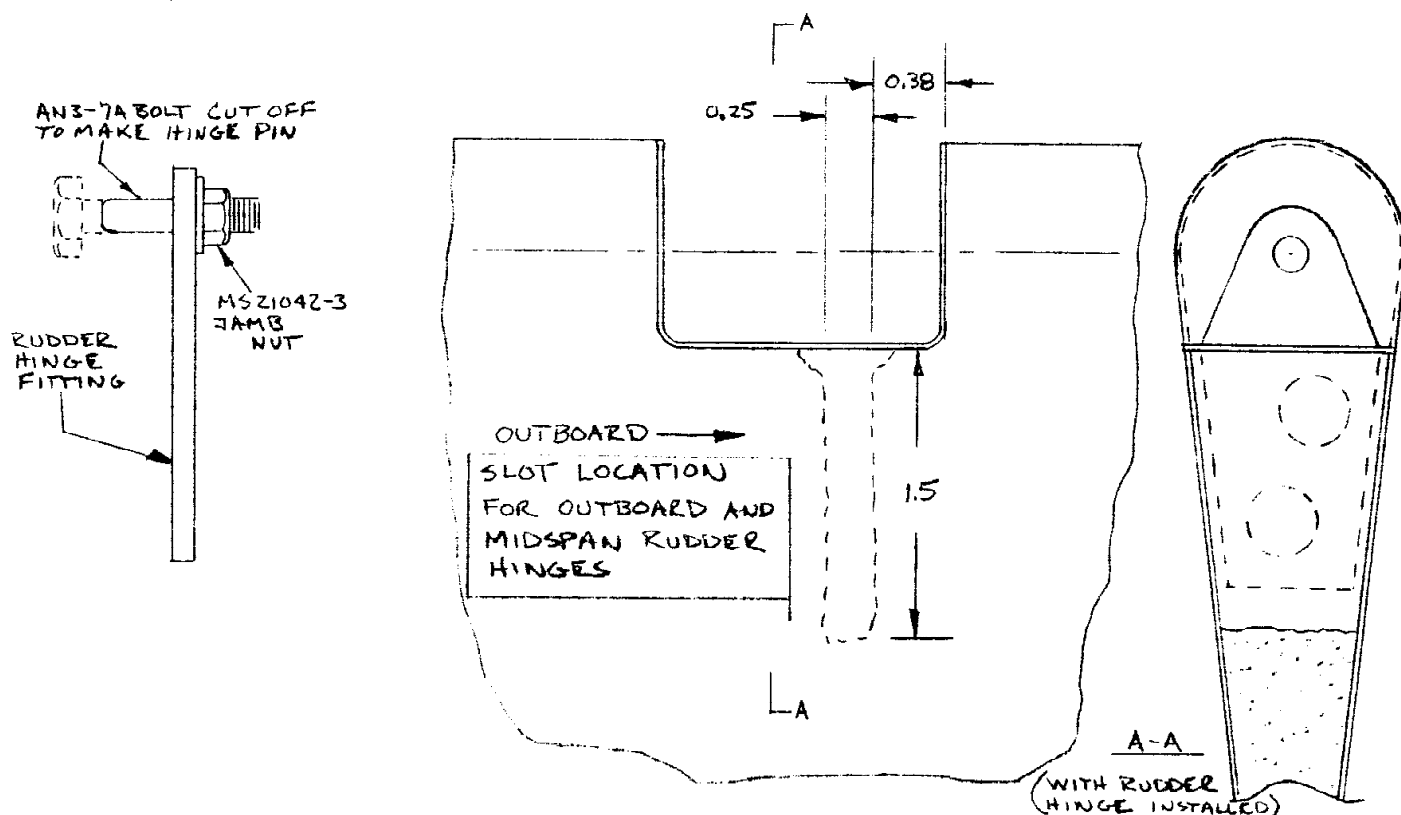 AN3-7A BOLT CUT OFF
TO MAKE HINGE PIN
MS21042-3
JAMB
NUT
RUDDER
HINGE
FITTING
A
0.38
0.25
OUTBOARD
SLOT LOCATION
FOR OUTBOARD AND
MIDSPAN RUDDER
HINGES
1.5
A
A-A
(WITH RUDDER
HINGE INSTALLED)